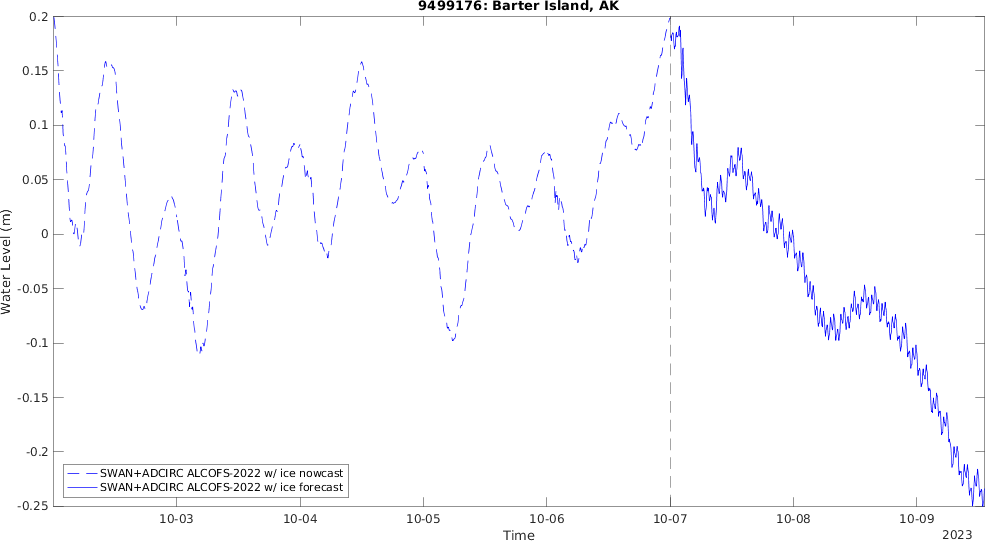 9499176: Barter Island, AK
0.2
0.15
0.1
0.05
0
-0.05
-0.1
-0.15
-0.2
-0.25
Water Level (m)
SWAN+ADCIRC ALCOFS-2022 w/ ice nowcast
SWAN+ADCIRC ALCOFS-2022 w/ ice forecast
10-03 10-04 10-05 10-06 10-07 10-08 10-09
Time
2023